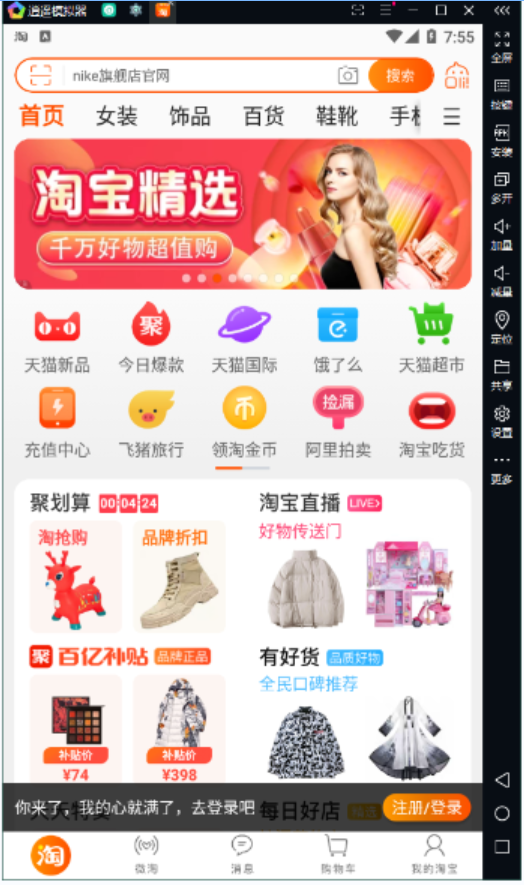 逍遥模拟器
淘 A 7:55
全屏
nike旗舰店官网 搜索
按键
首页 女装 饰品 百货 鞋靴
安装
淘宝精选
千万好物超值购
多开
加量
减量
定位
天猫新品 今日爆款 天猫国际 饿了么 天猫超市
共享
充值中心 飞猪旅行 领淘金币 阿里拍卖 淘宝吃货
聚
币
捡漏
设置
更多
聚划算 00:04:24 淘宝直播 LIVE
淘抢购 品牌折扣 好物传送门
聚 百亿补贴 品牌正品 有好货 品质好物
全民口碑推荐
补贴价 补贴价
¥74 ¥398
你来了，我的心就满了，去登录吧 注册/登录
每日好店
淘 微淘 消息 购物车 我的淘宝